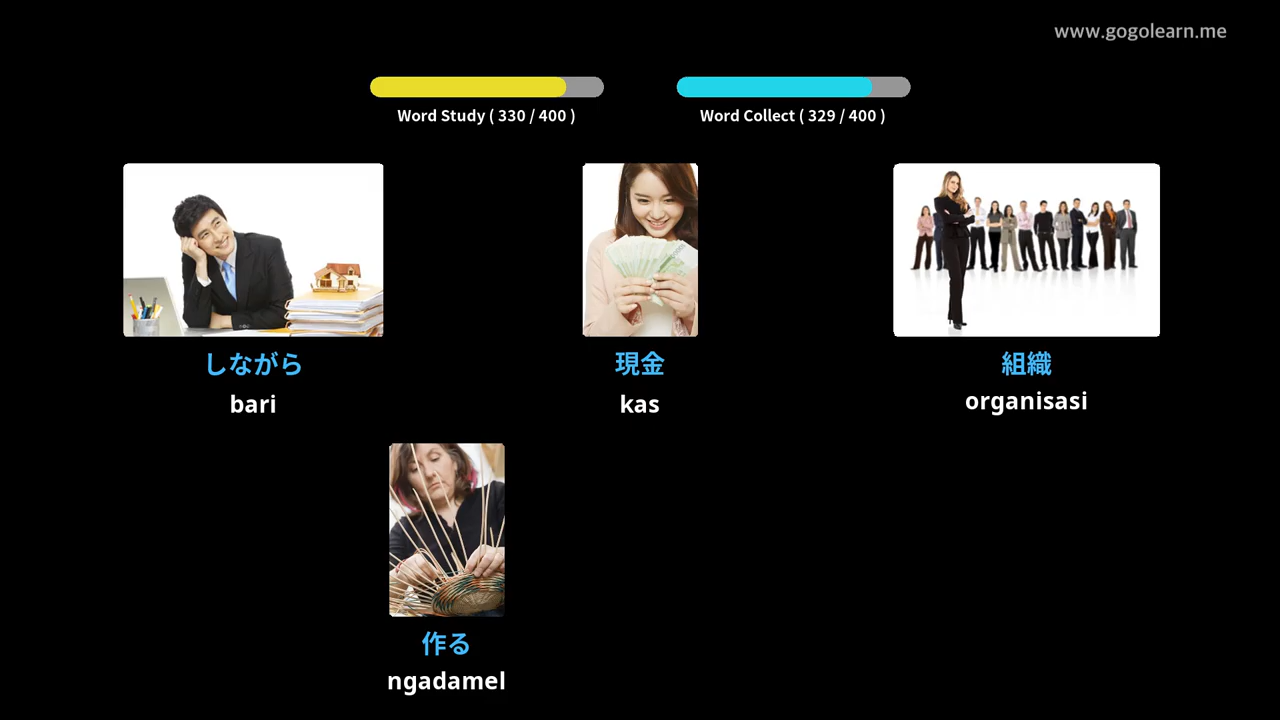 www.gogolearn.me
Word Study ( 330 / 400 )
Word Collect ( 329 / 400 )
しながら
bari
現金
kas
組織
organisasi
作る
ngadamel